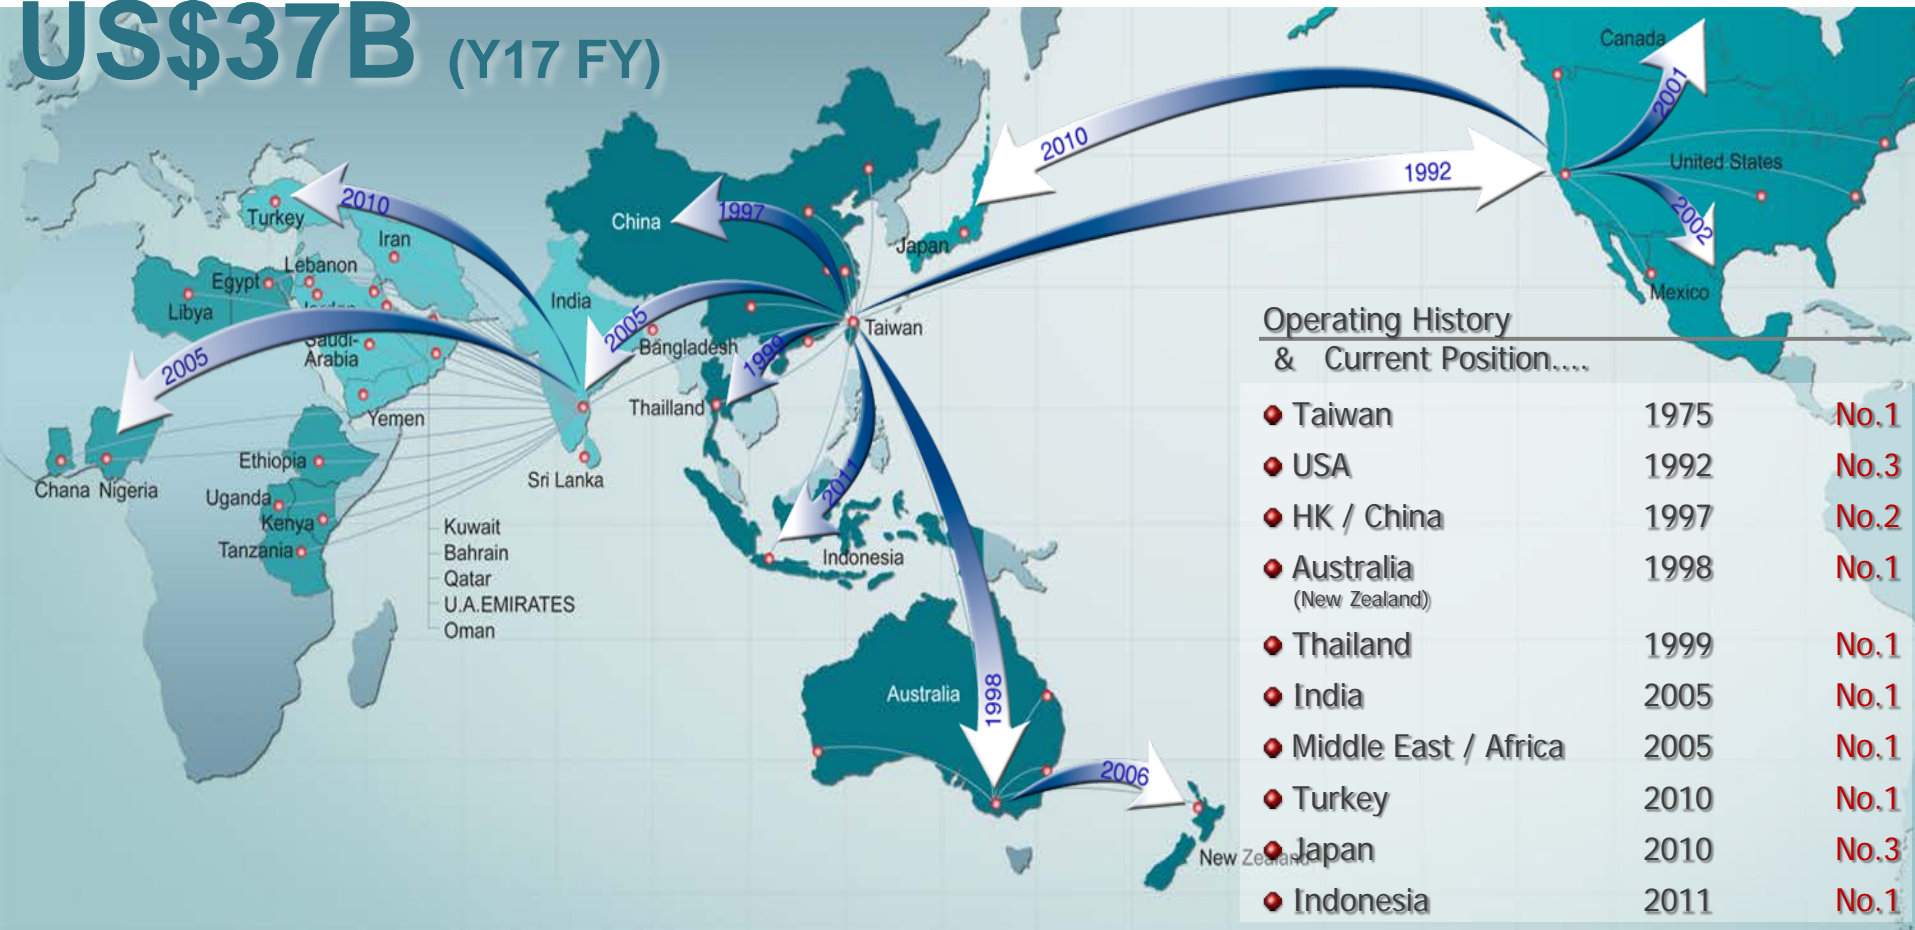 US$37B (Y17 FY)
Canada
2001
2010
United States
1992
2002
Mexico
2010
Turkey
China
1997
Japan
Iran
Lebanon
Egypt
Libya
India
2005
Bangladesh
Taiwan
1999
2005
Saudi-
Arabia
Yemen
Thailland
Ethiopia
Chana Nigeria
Uganda
Kenya
Tanzania
Sri Lanka
2011
Indonesia
Kuwait
Bahrain
Qatar
U.A.EMIRATES
Oman
Australia
1998
2006
New Zealand
Operating History
& Current Position....
Taiwan 1975 No.1
USA 1992 No.3
HK / China 1997 No.2
Australia 1998 No.1
(New Zealand)
Thailand 1999 No.1
India 2005 No.1
Middle East / Africa 2005 No.1
Turkey 2010 No.1
Japan 2010 No.3
Indonesia 2011 No.1